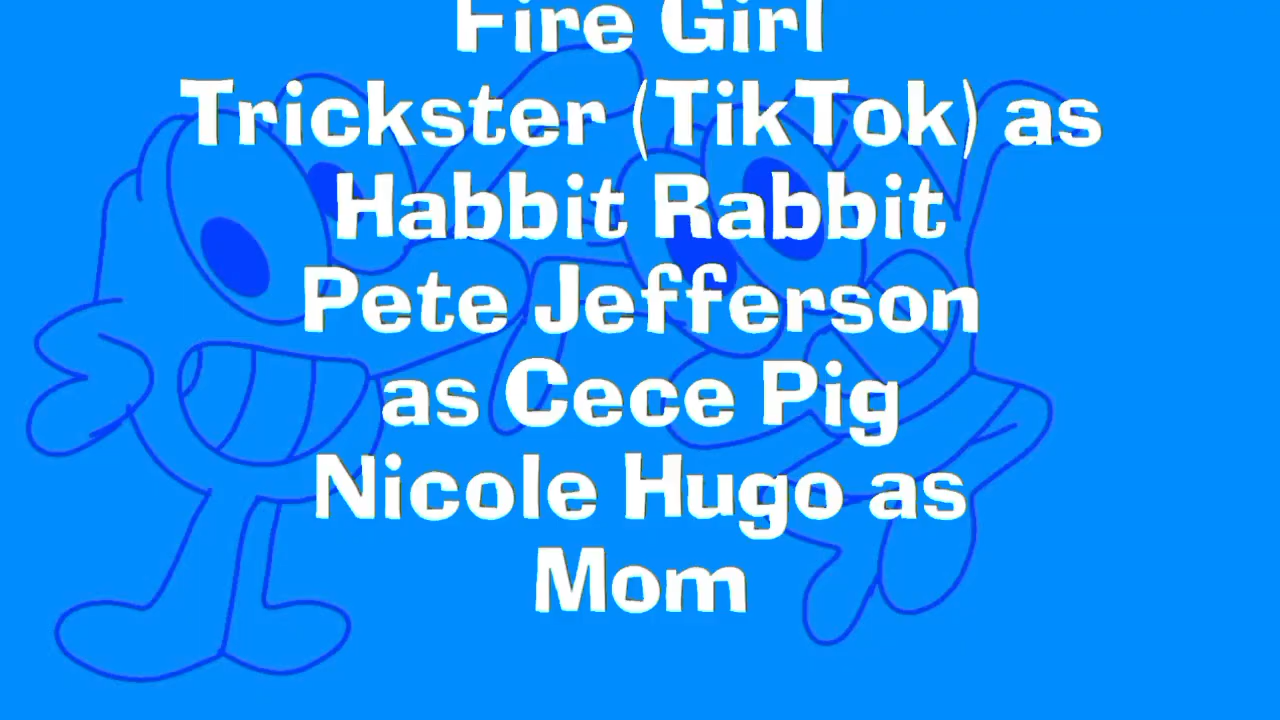 Fire Girl
Trickster (TikTok) as
Habbit Rabbit
Pete Jefferson
as Cece Pig
Nicole Hugo as
Mom